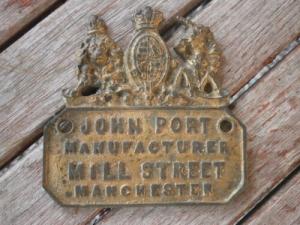 JOHN PORT
MANUFACTURER
MILL STREET
MANCHESTER